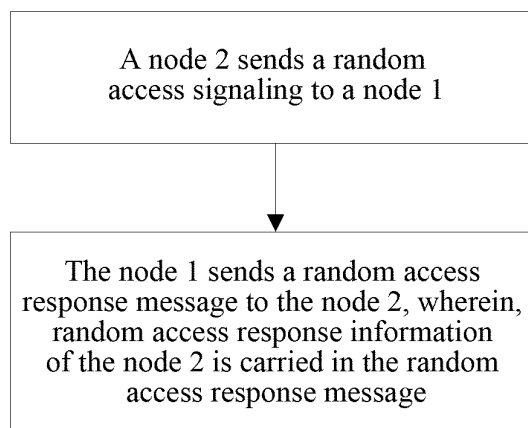 A node 2 sends a random
access signaling to a node 1
The node 1 sends a random access
response message to the node 2, wherein,
random access response information
of the node 2 is carried in the random
access response message